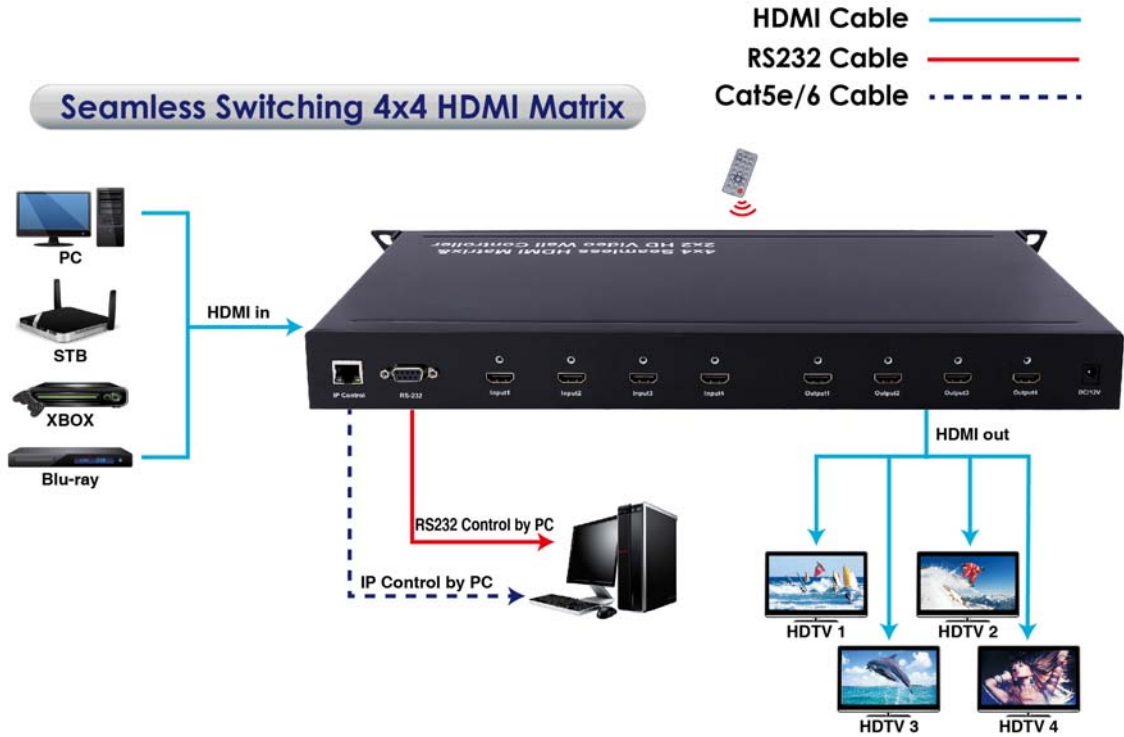 HDMI Cable
RS232 Cable
Cat5e/6 Cable
Seamless Switching 4x4 HDMI Matrix
PC
STB
XBOX
Blu-ray
HDMI in
4x4 Seamless HDMI Matrix&
2x2 HD Video Wall Controller
IP Control
RS-232
Input1
Input2
Input3
Input4
Output1
Output2
Output3
Output4
DC/12V
HDMI out
RS232 Control by PC
IP Control by PC
HDTV 1
HDTV 2
HDTV 3
HDTV 4